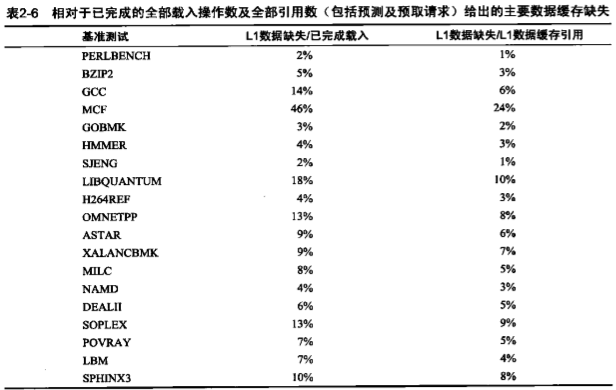 表2-6 相对于已完成的全部载入操作数及全部引用数（包括预测及预取请求）给出的主要数据缓存缺失
基准测试 L1数据缺失/已完成载入 L1数据缺失/L1数据缓存引用
PERLBENCH 2% 1%
BZIP2 5% 3%
GCC 14% 6%
MCF 46% 24%
GOBMK 3% 2%
HMMER 4% 3%
SJENG 2% 1%
LIBQUANTUM 18% 10%
H264REF 4% 3%
OMNETPP 13% 8%
ASTAR 9% 6%
XALANCBMK 9% 7%
MILC 8% 5%
NAMD 4% 3%
DEALII 6% 5%
SOPLEX 13% 9%
POVRAY 7% 5%
LBM 7% 4%
SPHINX3 10% 8%